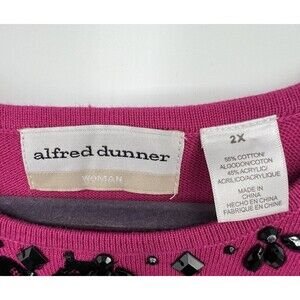 alfred dunner
WOMAN
2X
55% COTTON/
ALGODON/COTON
45% ACRYLIC/
ACRILICO/ACRYLIQUE
MADE IN
CHINA
HECHO EN CHINA
FABRIQUE EN CHINE